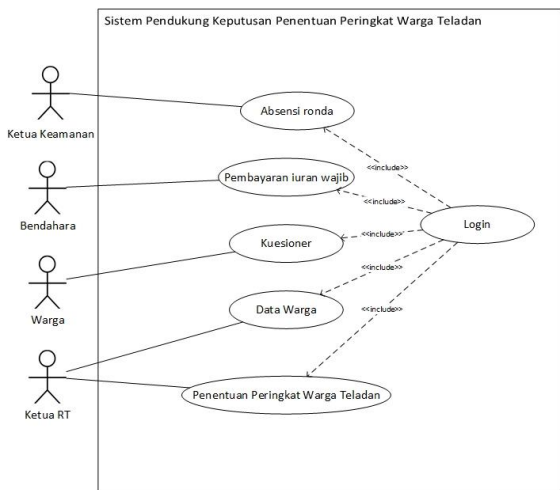 Sistem Pendukung Keputusan Penentuan Peringkat Warga Teladan
Ketua Keamanan
Absensi ronda
<<include>>
Bendahara
Pembayaran iuran wajib
<<include>>
Login
Warga
Kuesioner
<<include>>
<<include>>
Data Warga
<<include>>
Ketua RT
Penentuan Peringkat Warga Teladan